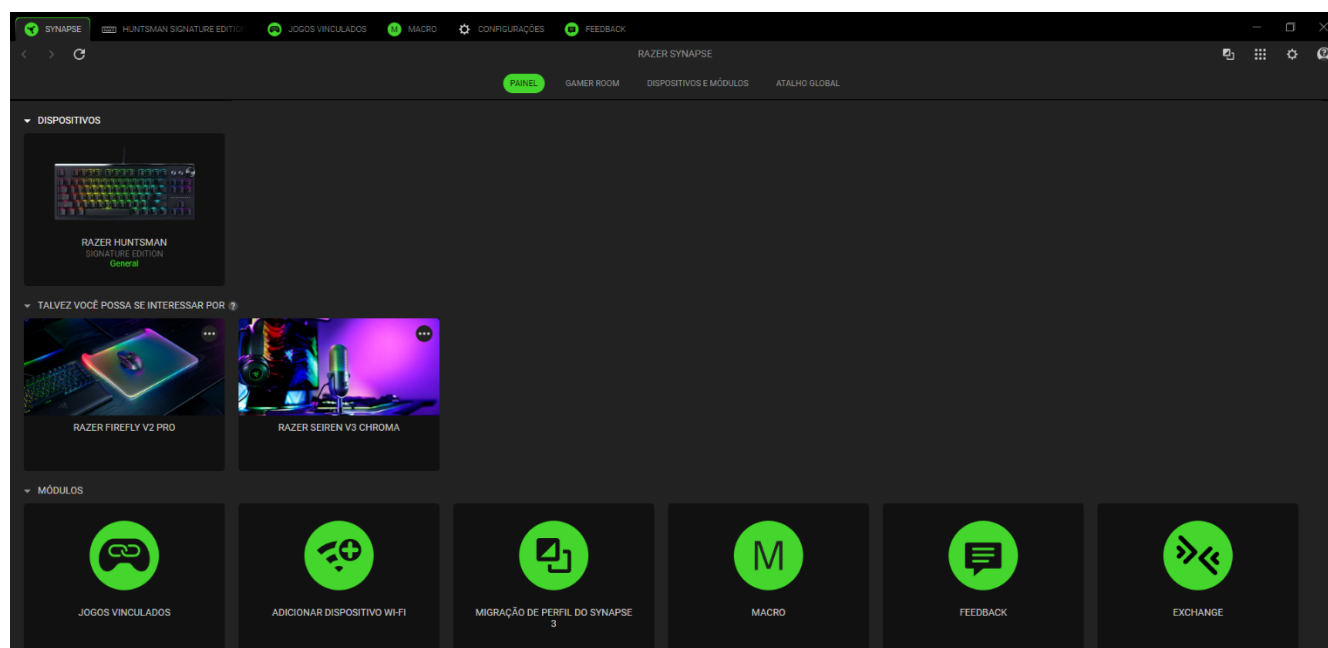 SYNAPSE
HUNTSMAN SIGNATURE EDITIO
JOGOS VINCULADOS
M
MACRO
CONFIGURAÇÕES
FEEDBACK
RAZER SYNAPSE
PAINEL
GAMER ROOM
DISPOSITIVOS E MÓDULOS
ATALHO GLOBAL
DISPOSITIVOS
RAZER HUNTSMAN
SIGNATURE EDITION
General
TALVEZ VOCÊ POSSA SE INTERESSAR POR ?
RAZER FIREFLY V2 PRO
RAZER SEIREN V3 CHROMA
MÓDULOS
JOGOS VINCULADOS
ADICIONAR DISPOSITIVO WI-FI
MIGRAÇÃO DE PERFIL DO SYNAPSE
3
M
MACRO
FEEDBACK
EXCHANGE